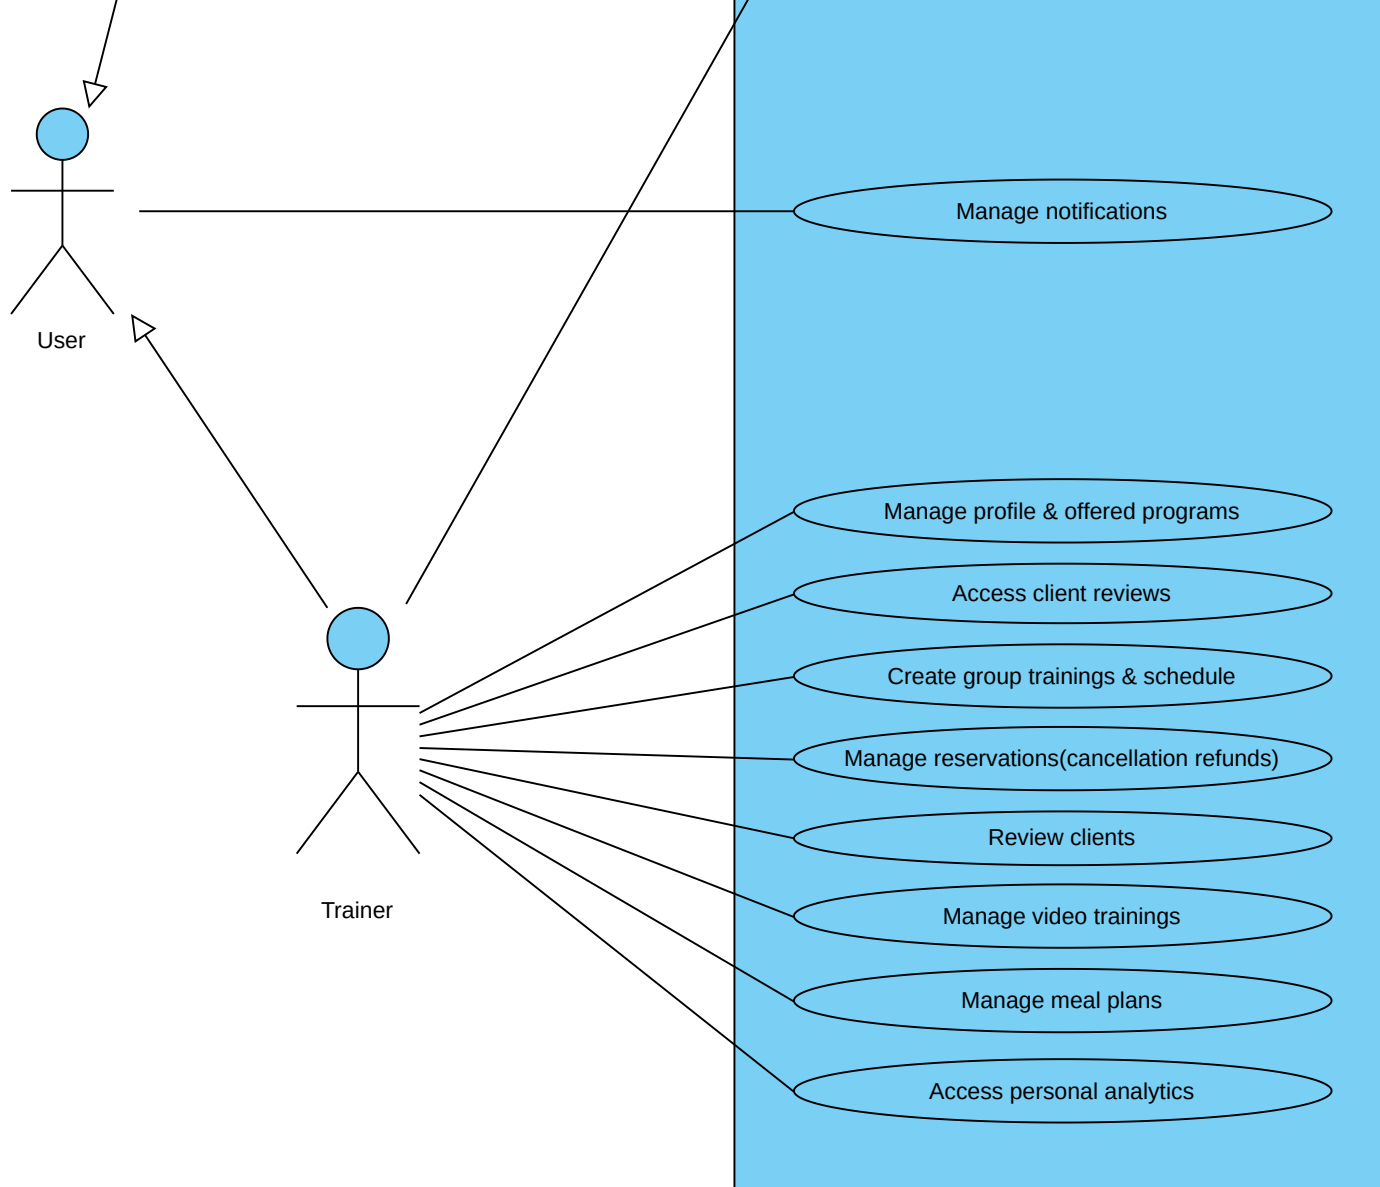 Manage notifications
User
Manage profile & offered programs
Access client reviews
Create group trainings & schedule
Manage reservations(cancellation refunds)
Review clients
Trainer
Manage video trainings
Manage meal plans
Access personal analytics